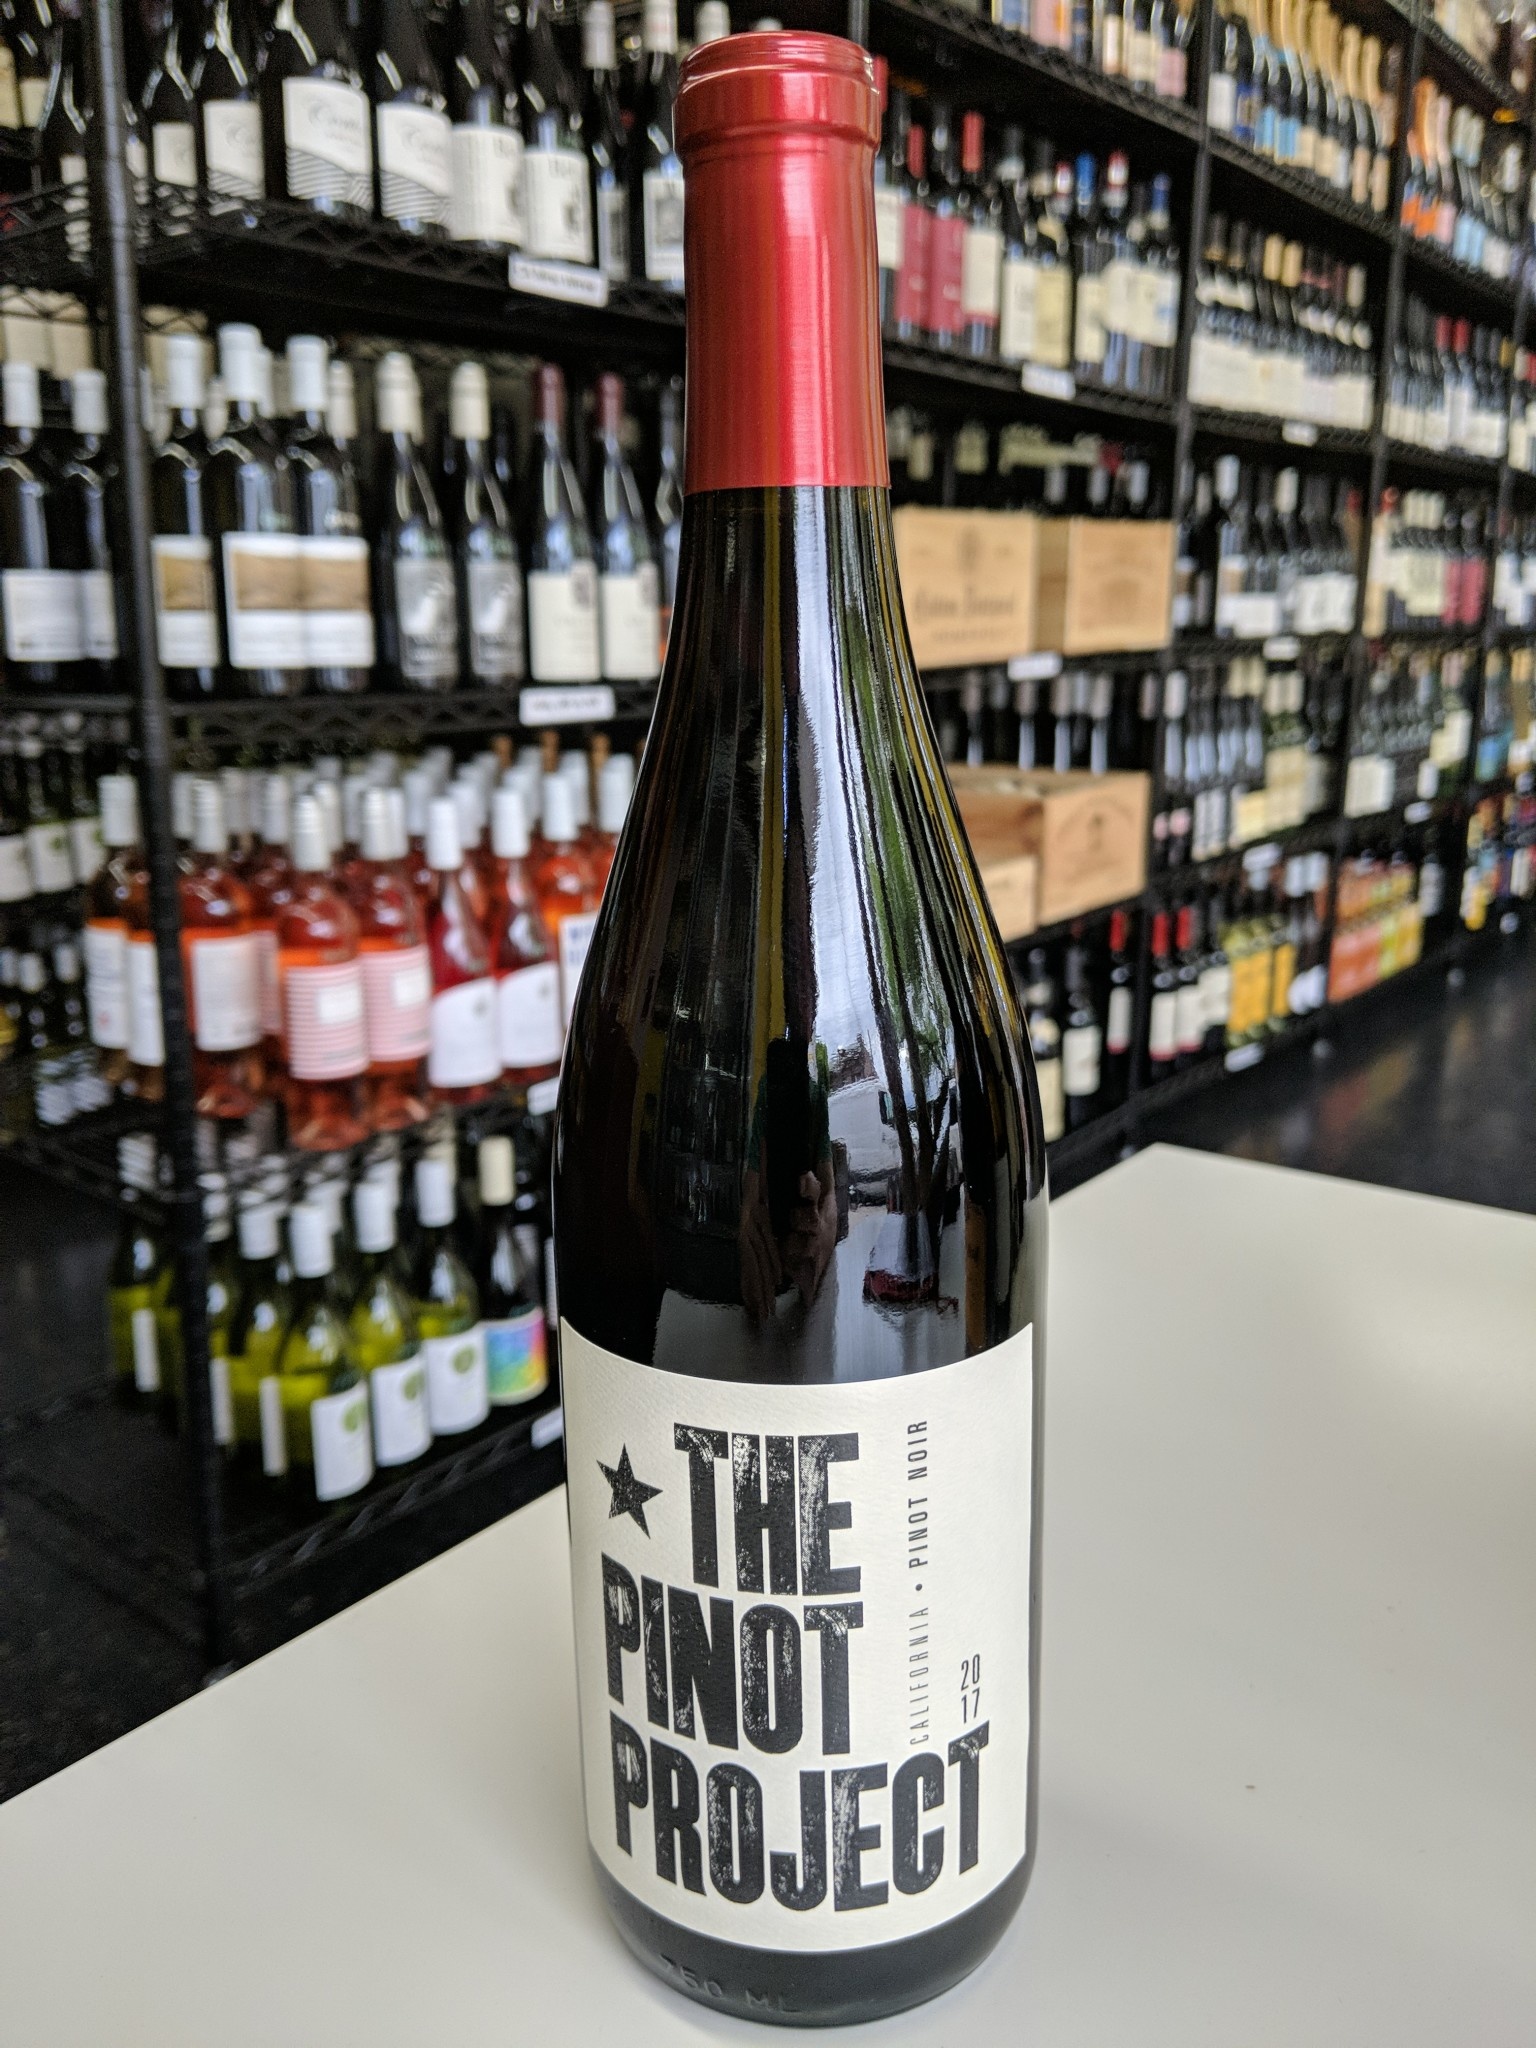 THE
PINOT
PROJECT
CALIFORNIA • PINOT NOIR
20
17
750 ML